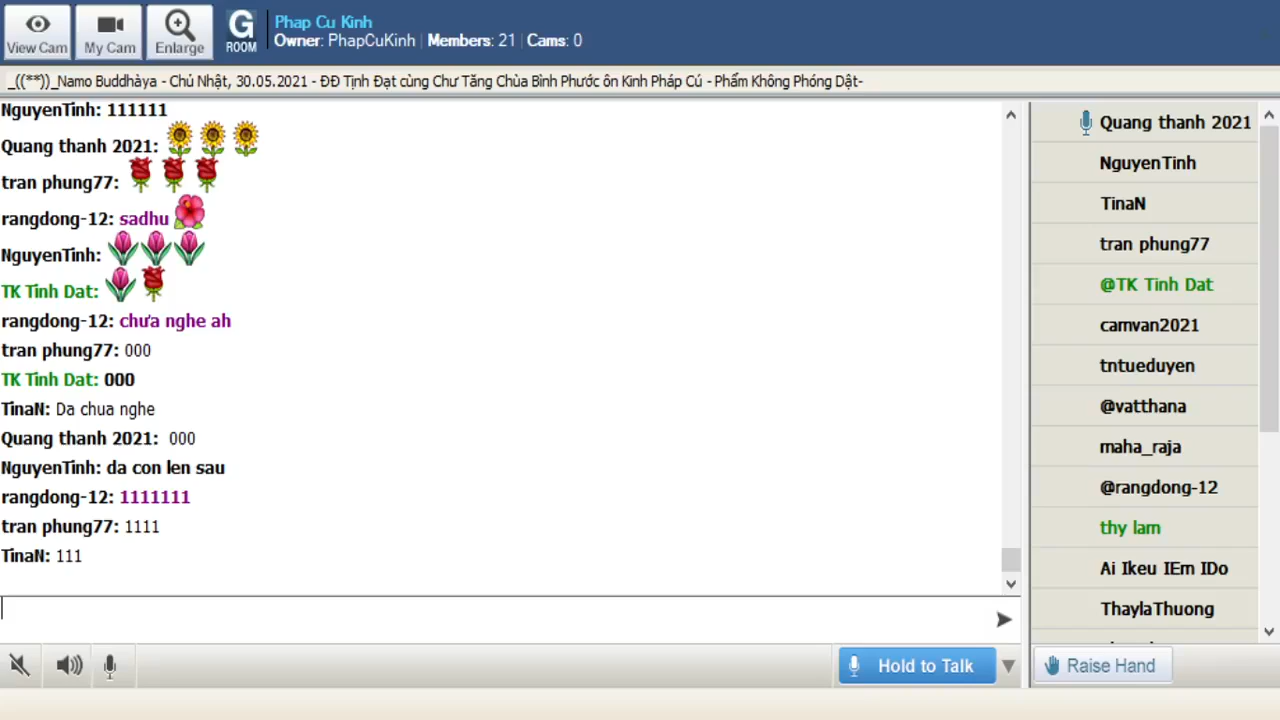 View Cam
My Cam
Enlarge
G
ROOM
Phap Cu Kinh
Owner: PhapCuKinh | Members: 21 | Cams: 0
_((**))_Namo Buddhàya - Chủ Nhật, 30.05.2021 - ĐĐ Tịnh Đạt cùng Chư Tăng Chùa Bình Phước ôn Kinh Pháp Cú - Phẩm Không Phóng Dật-
NguyenTinh: 111111
Quang thanh 2021:
tran phung77:
rangdong-12: sadhu
NguyenTinh:
TK Tinh Dat:
rangdong-12: chưa nghe ah
tran phung77: 000
TK Tinh Dat: 000
TinaN: Da chua nghe
Quang thanh 2021: 000
NguyenTinh: da con len sau
rangdong-12: 1111111
tran phung77: 1111
TinaN: 111
Quang thanh 2021
NguyenTinh
TinaN
tran phung77
@TK Tinh Dat
camvan2021
tntueduyen
@vatthana
maha_raja
@rangdong-12
thy lam
Ai Ikeu IEm IDo
ThaylaThuong
Hold to Talk
Raise Hand